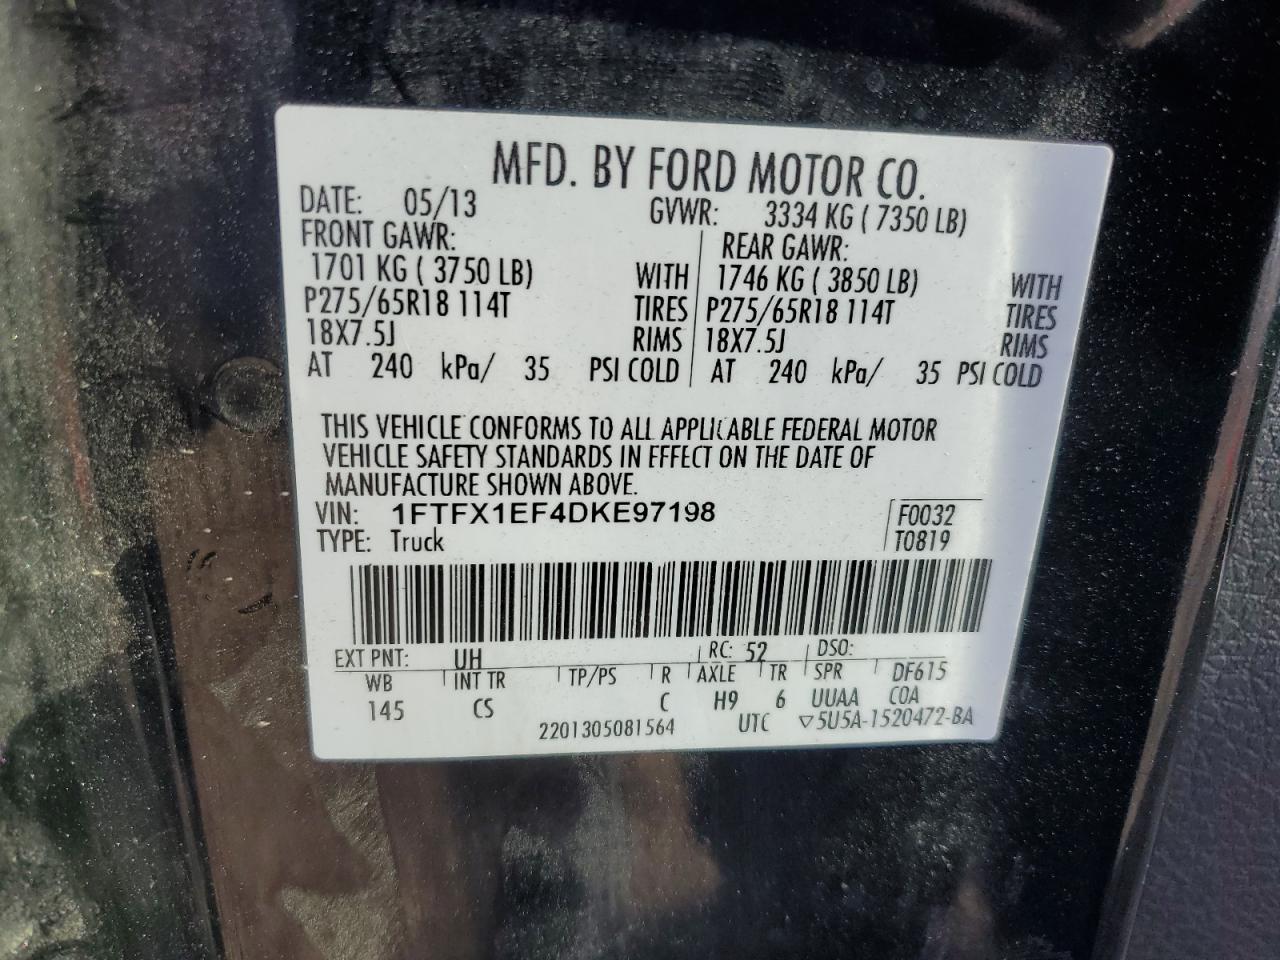 MFD. BY FORD MOTOR CO.
DATE: 05/13 GVWR: 3334 KG ( 7350 LB)
FRONT GAWR: REAR GAWR:
1701 KG ( 3750 LB) WITH 1746 KG ( 3850 LB) WITH
P275/65R18 114T TIRES P275/65R18 114T TIRES
18X7.5J RIMS 18X7.5J RIMS
AT 240 kPa/ 35 PSI COLD AT 240 kPa/ 35 PSI COLD
THIS VEHICLE CONFORMS TO ALL APPLICABLE FEDERAL MOTOR
VEHICLE SAFETY STANDARDS IN EFFECT ON THE DATE OF
MANUFACTURE SHOWN ABOVE.
VIN: 1FTFX1EF4DKE97198 F0032
TYPE: Truck T0819
EXT PNT: UH RC: 52 DSO:
WB INT TR TP/PS R AXLE TR SPR DF615
145 CS C H9 6 UUAA COA
2201305081564 UTC ▽5U5A-1520472-BA